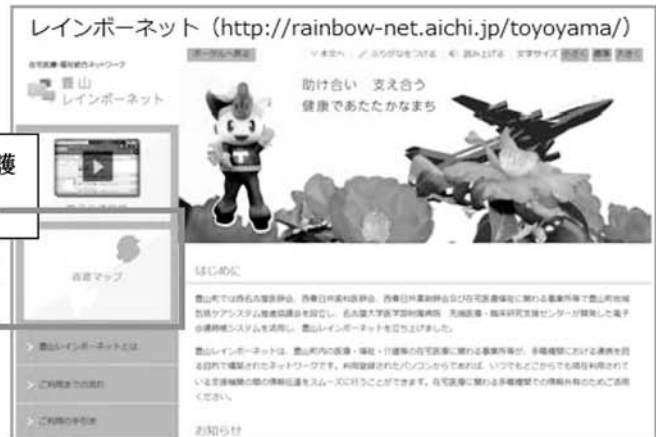 レインボーネット（http://rainbow-net.aichi.jp/toyoyama/）
ポータルへ戻る
本文へ
ふりがなをつける
読み上げる
文字サイズ 小さく 標準 大きく
在宅医療・福祉統合ネットワーク
豊山
レインボーネット
助け合い 支え合う
健康であたたかなまち
護
資源マップ
はじめに
豊山町では西名古屋医師会、西春日井歯科医師会、西春日井薬剤師会及び在宅医療福祉に関わる事業所等で豊山町地域
包括ケアシステム推進協議会を設立し、名古屋大学医学部附属病院 先端医療・臨床研究支援センターが開発した電子
@連絡帳システムを活用し、豊山レインボーネットを立ち上げました。
豊山レインボーネットは、豊山町内の医療・福祉・介護等の在宅医療に関わる事業所等が、多職種間における連携を図
る目的で構築されたネットワークです。利用登録されたパソコンからであれば、いつでもどこからでも現在利用されて
いる支援機関の間の情報伝達をスムーズに行うことができます。在宅医療に関わる多職種間での情報共有のためご活用
ください。
豊山レインボーネットとは
ご利用までの流れ
ご利用の手引き
お知らせ